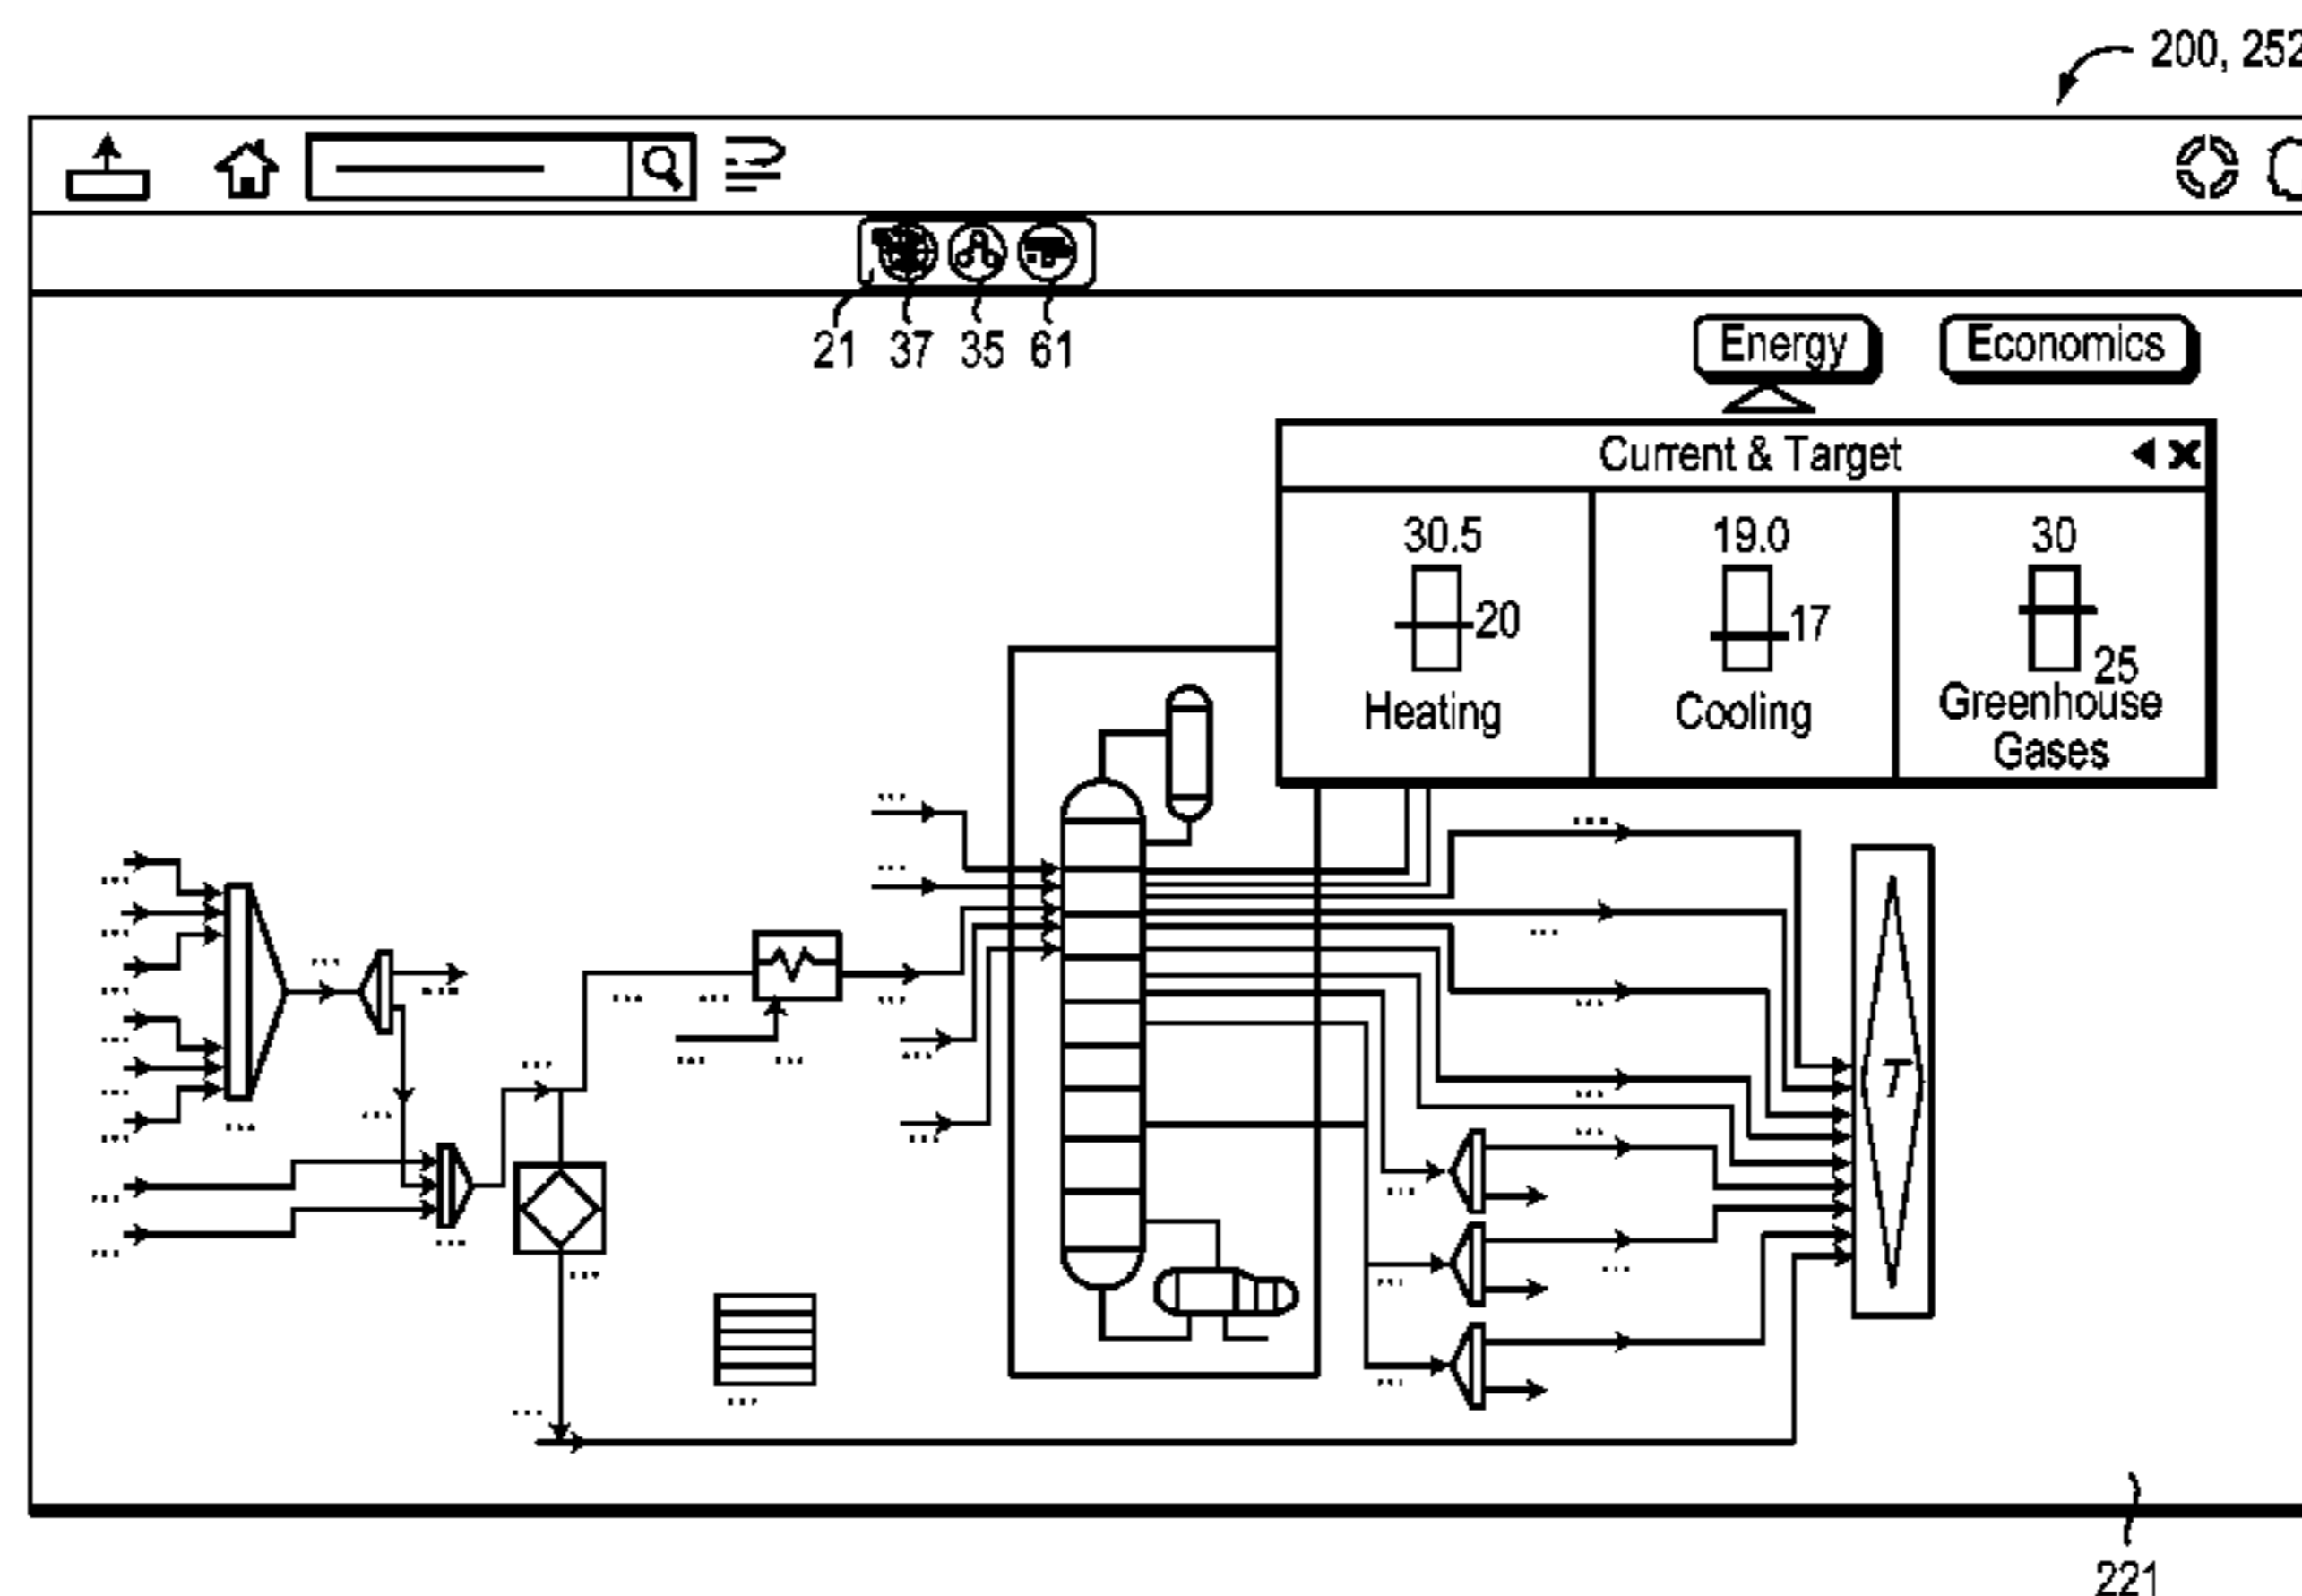 200, 252
21 37 35 61
Energy Economics
Current & Target
30.5 19.0 30
20 17 25
Heating Cooling Greenhouse
Gases
T
221